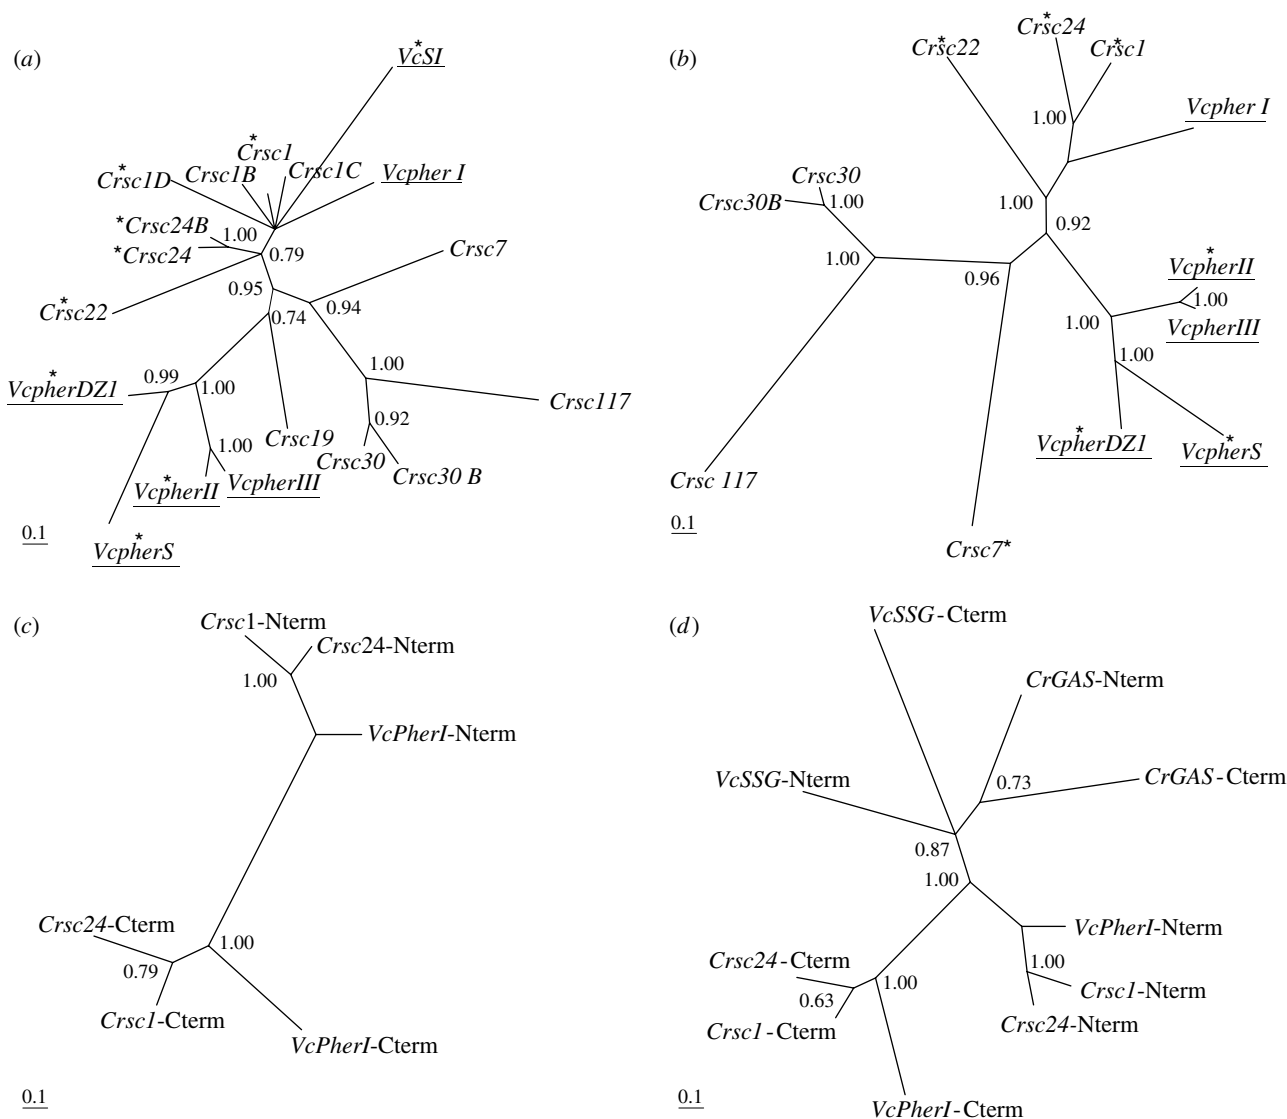 (a)
VcSI*
Crsc1*
Crsc1D*
Crsc1B
Crsc1C
Vcpher I
*Crsc24B
1.00
*Crsc24
0.79
Crsc7
0.95
0.94
Crsc22*
0.74
1.00
0.99
VcpherDZ1*
1.00
Crsc117
0.92
Crsc19
1.00
Crsc30
Crsc30 B
VcpherII*
VcpherIII
0.1
VcpherS*
(b)
Crsc24*
Crsc22*
Crsc1*
Vcpher I
1.00
Crsc30
Crsc30B
1.00
1.00
0.92
1.00
0.96
VcpherII*
1.00
1.00
VcpherIII
1.00
VcpherDZ1*
VcpherS*
Crsc 117
0.1
Crsc7*
(c)
Crsc1-Nterm
Crsc24-Nterm
1.00
VcPherI-Nterm
Crsc24-Cterm
1.00
0.79
Crsc1-Cterm
VcPherI-Cterm
0.1
(d)
VcSSG-Cterm
CrGAS-Nterm
VcSSG-Nterm
0.73
CrGAS-Cterm
0.87
1.00
VcPherI-Nterm
Crsc24-Cterm
1.00
1.00
0.63
Crsc1-Nterm
Crsc1-Cterm
Crsc24-Nterm
0.1
VcPherI-Cterm